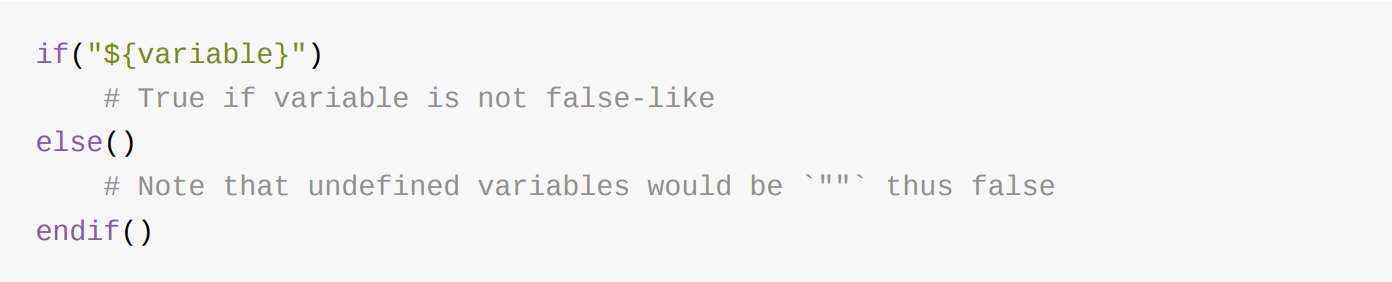 if("${variable}")
    # True if variable is not false-like
else()
    # Note that undefined variables would be `""` thus false
endif()